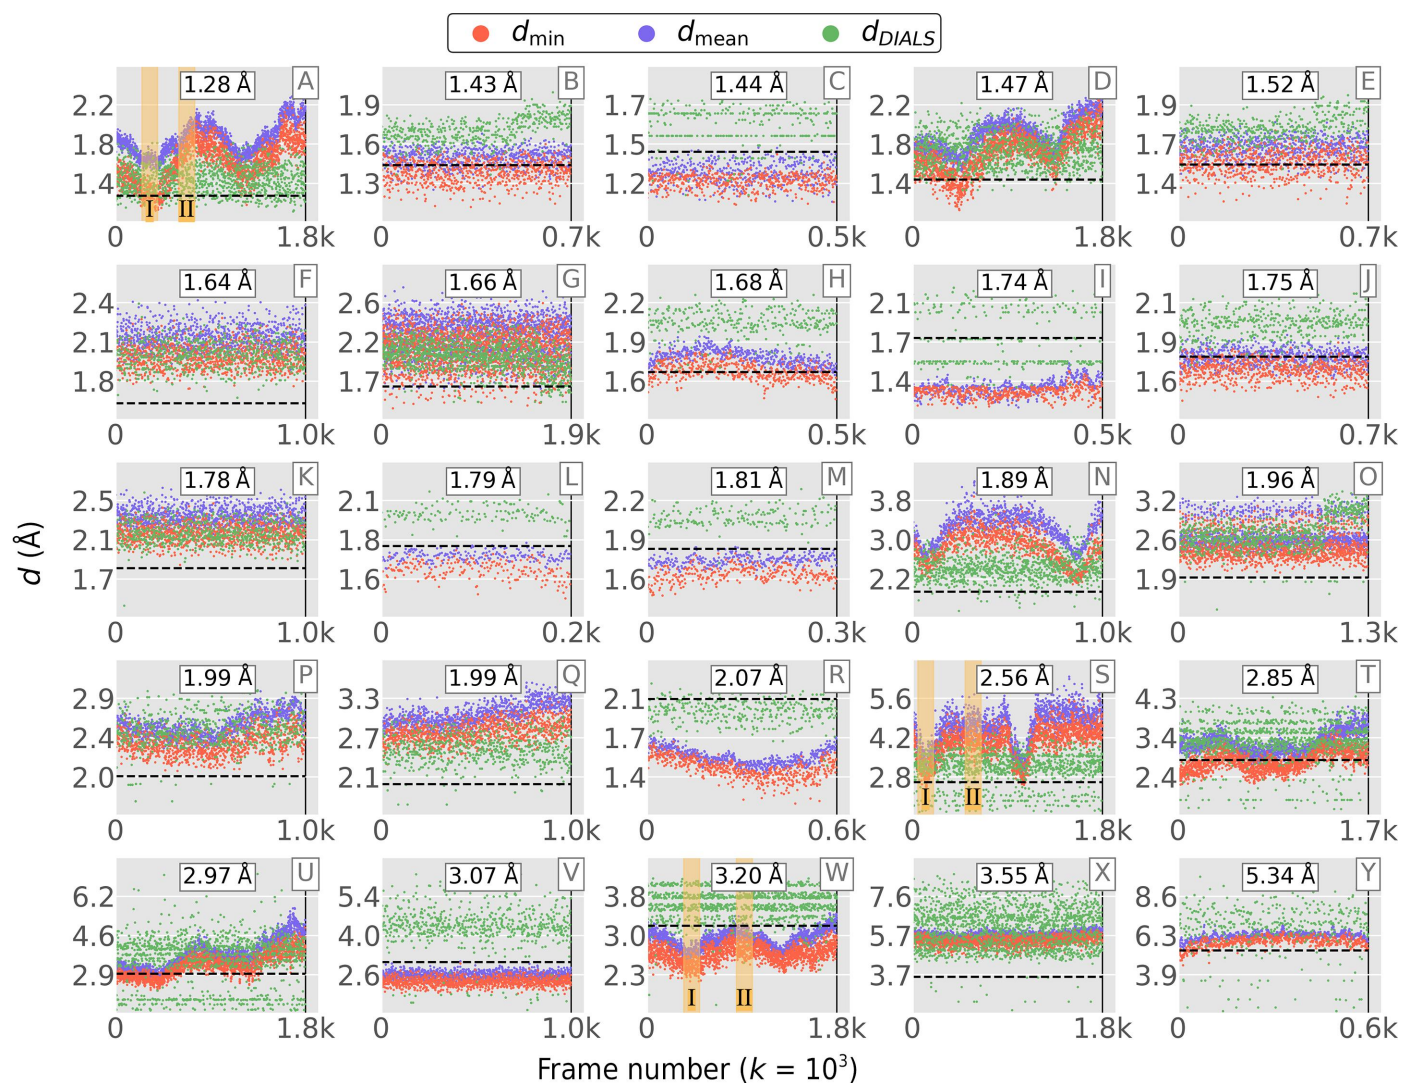 d_min d_mean d_DIALS
1.28 Å A 1.43 Å B 1.44 Å C 1.47 Å D 1.52 Å E
2.2 1.9 1.7 2.2 1.9
1.8 1.6 1.5 1.8 1.7
1.4 1.3 1.2 1.4 1.4
I II
0 1.8k 0 0.7k 0 0.5k 0 1.8k 0 0.7k
1.64 Å F 1.66 Å G 1.68 Å H 1.74 Å I 1.75 Å J
2.4 2.6 2.2 2.1 2.1
2.1 2.2 1.9 1.7 1.9
1.8 1.7 1.6 1.4 1.6
0 1.0k 0 1.9k 0 0.5k 0 0.5k 0 0.7k
1.78 Å K 1.79 Å L 1.81 Å M 1.89 Å N 1.96 Å O
2.5 2.1 2.2 3.8 3.2
2.1 1.8 1.9 3.0 2.6
1.7 1.6 1.6 2.2 1.9
0 1.0k 0 0.2k 0 0.3k 0 1.0k 0 1.3k
d (Å)
1.99 Å P 1.99 Å Q 2.07 Å R 2.56 Å S 2.85 Å T
2.9 3.3 2.1 5.6 4.3
2.4 2.7 1.7 4.2 3.4
2.0 2.1 1.4 2.8 2.4
I II
0 1.0k 0 1.0k 0 0.6k 0 1.8k 0 1.7k
2.97 Å U 3.07 Å V 3.20 Å W 3.55 Å X 5.34 Å Y
6.2 5.4 3.8 7.6 8.6
4.6 4.0 3.0 5.7 6.3
2.9 2.6 2.3 3.7 3.9
I II
0 1.8k 0 1.0k 0 1.8k 0 1.0k 0 0.6k
Frame number (k = 10³)